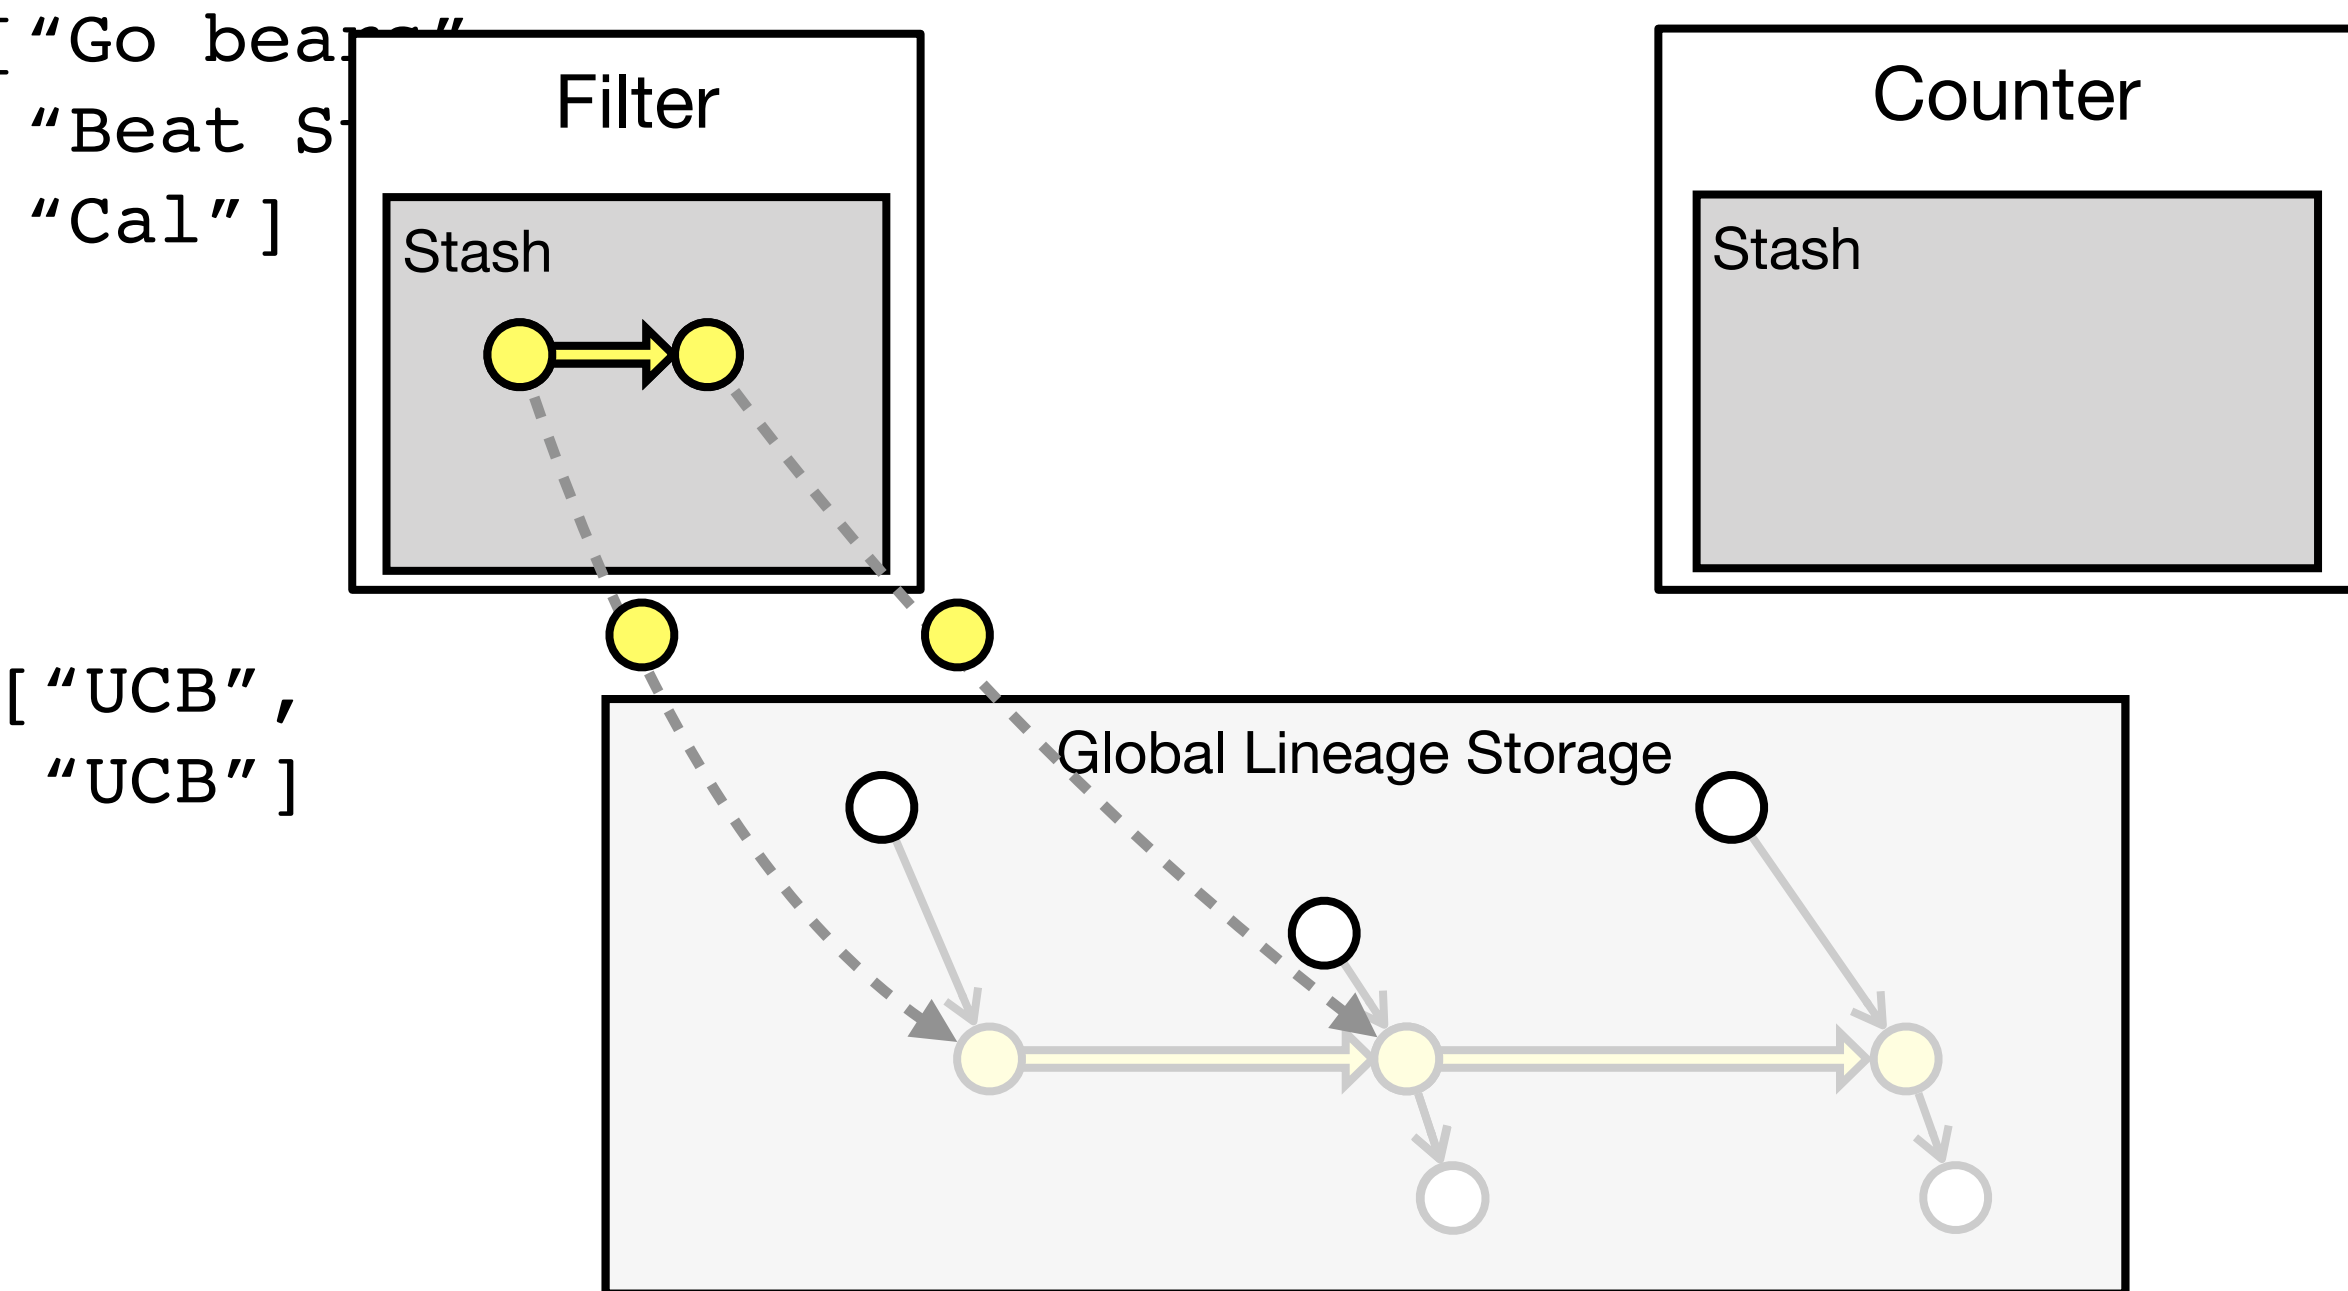 [“Go
“Beat
“Cal”]
Filter
Stash
Counter
Stash
[“UCB”,
“UCB”]
Global Lineage Storage